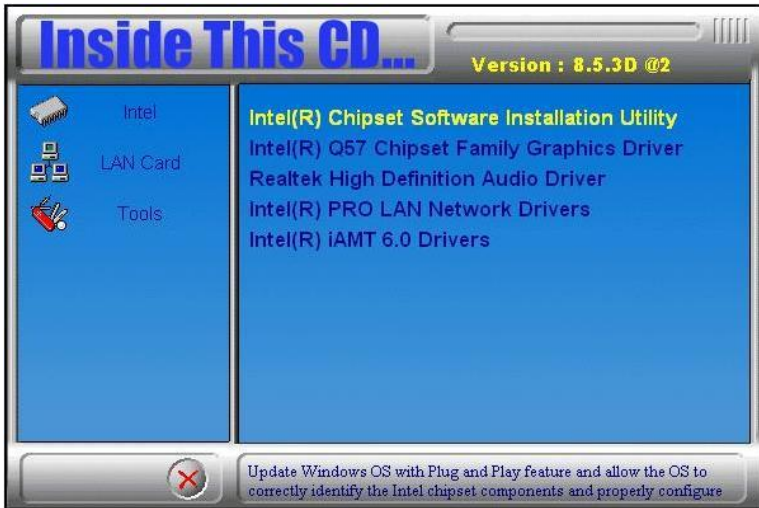 Inside This CD...
Version : 8.5.3D @2
Intel
LAN Card
Tools
Intel(R) Chipset Software Installation Utility
Intel(R) Q57 Chipset Family Graphics Driver
Realtek High Definition Audio Driver
Intel(R) PRO LAN Network Drivers
Intel(R) iAMT 6.0 Drivers
Update Windows OS with Plug and Play feature and allow the OS to
correctly identify the Intel chipset components and properly configure